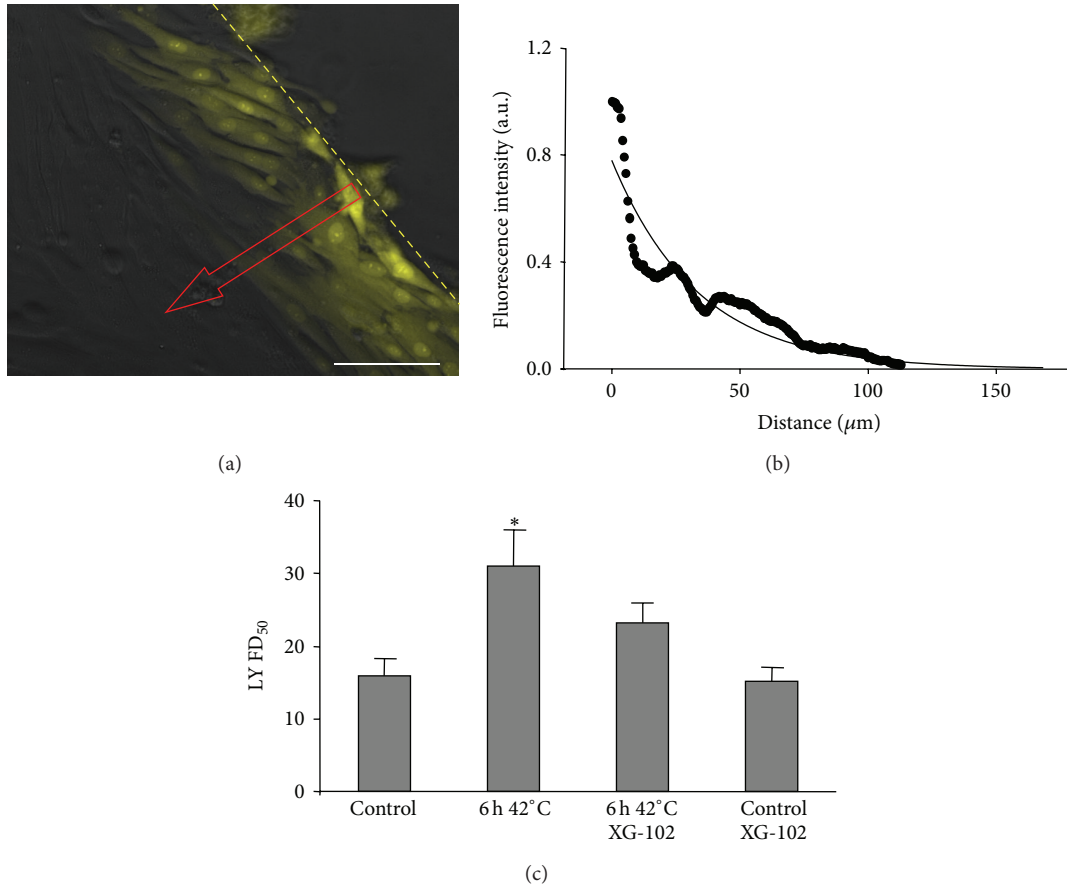 1.2
0.8
0.4
0.0
Fluorescence intensity (a.u.)
0 50 100 150
Distance (μm)
(a)
(b)
40
30
20
10
0
LY FD50
*
Control 6 h 42°C 6 h 42°C Control
XG-102 XG-102
(c)